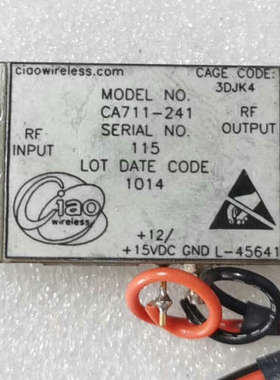 ciaowireless.com
CAGE CODE:
3DJK4
MODEL NO.
CA711-241
SERIAL NO.
115
LOT DATE CODE
1014
RF
INPUT
RF
OUTPUT
Ciao
wireless
+12/
+15VDC GND L-45641